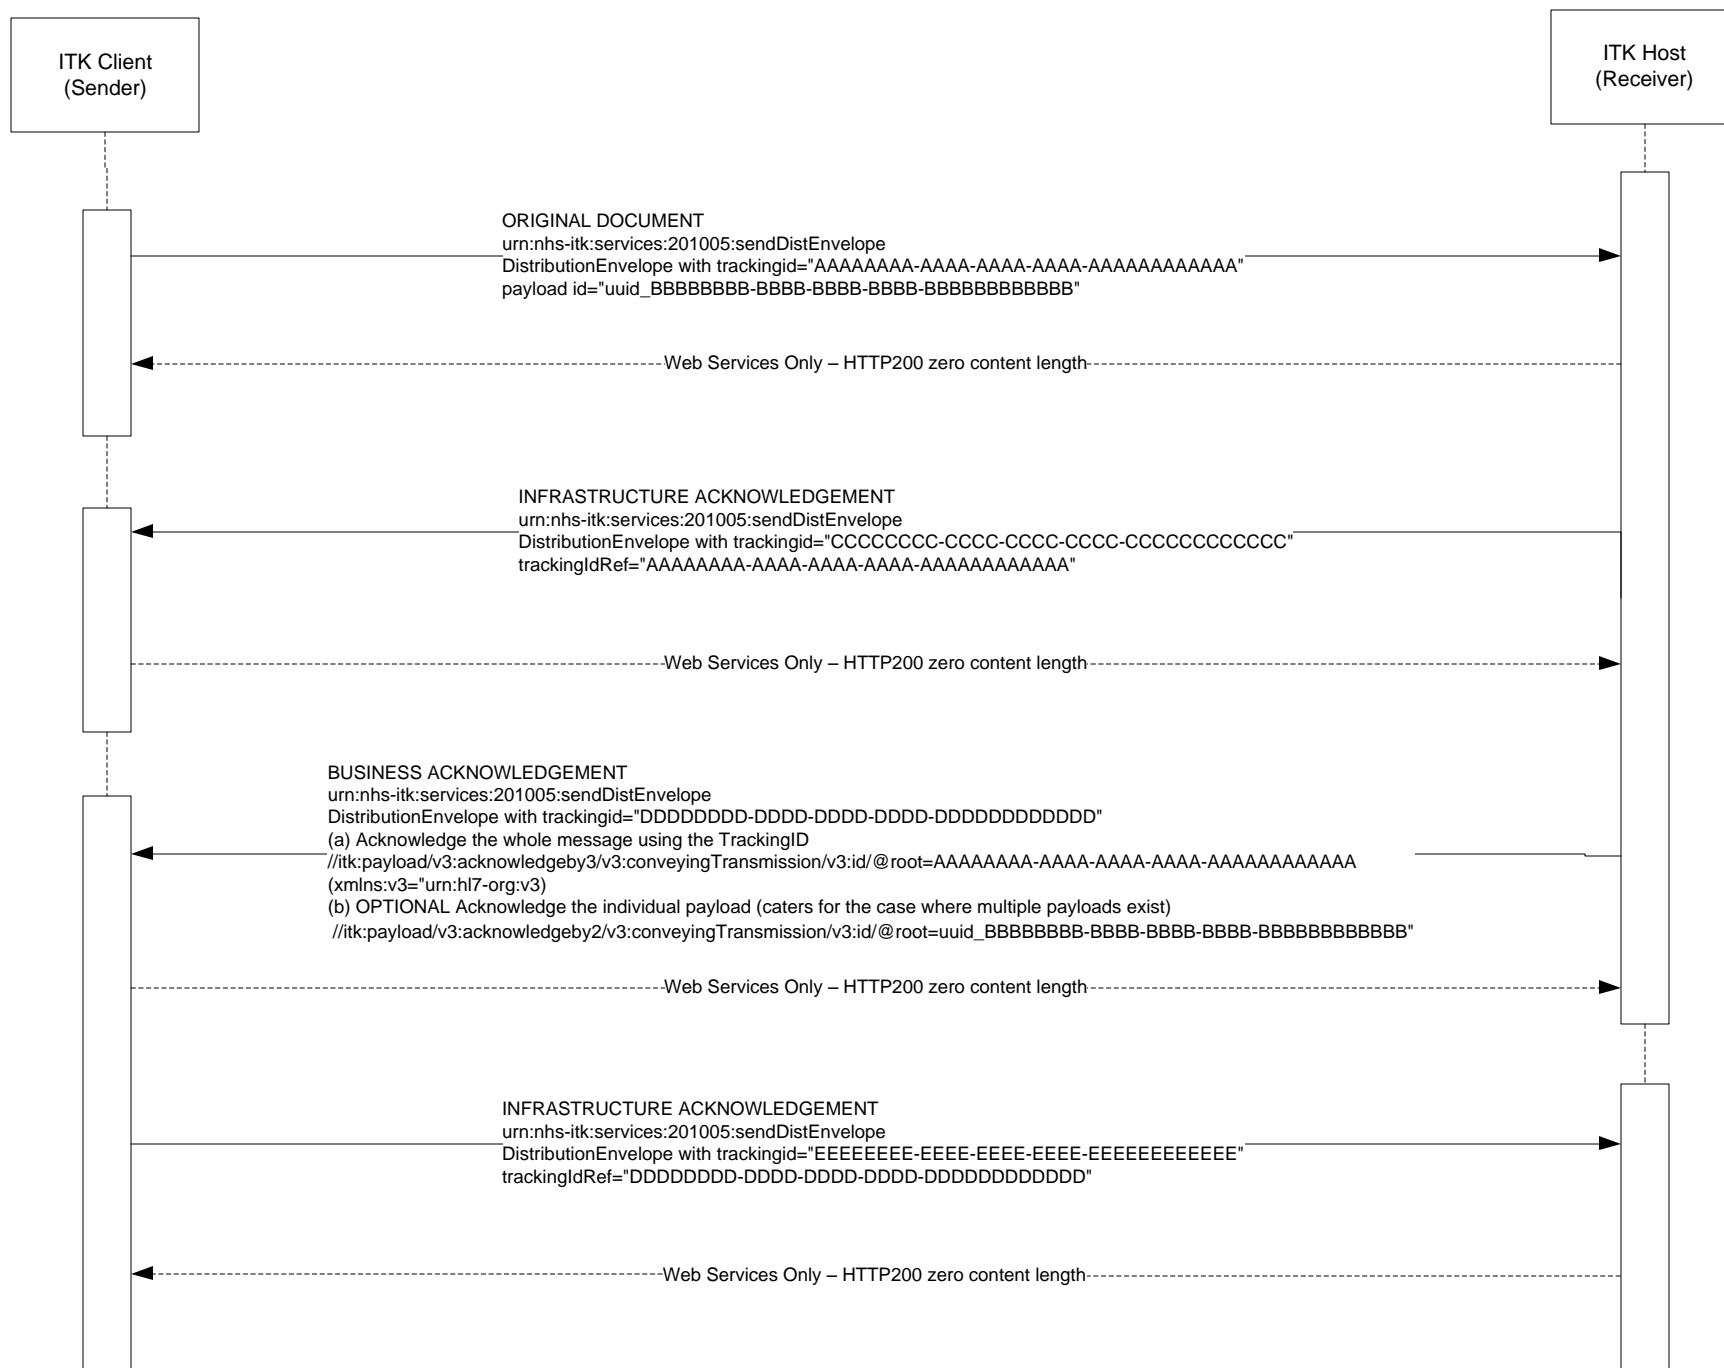 ITK Client
(Sender)
ITK Host
(Receiver)
ORIGINAL DOCUMENT
urn:nhs-itk:services:201005:sendDistEnvelope
DistributionEnvelope with trackingid="AAAAAAAA-AAAA-AAAA-AAAA-AAAAAAAAAAAA"
payload id="uuid_BBBBBBBB-BBBB-BBBB-BBBB-BBBBBBBBBBBB"
Web Services Only – HTTP200 zero content length
INFRASTRUCTURE ACKNOWLEDGEMENT
urn:nhs-itk:services:201005:sendDistEnvelope
DistributionEnvelope with trackingid="CCCCCCCC-CCCC-CCCC-CCCC-CCCCCCCCCCCC"
trackingIdRef="AAAAAAAA-AAAA-AAAA-AAAA-AAAAAAAAAAAA"
Web Services Only – HTTP200 zero content length
BUSINESS ACKNOWLEDGEMENT
urn:nhs-itk:services:201005:sendDistEnvelope
DistributionEnvelope with trackingid="DDDDDDDD-DDDD-DDDD-DDDD-DDDDDDDDDDDD"
(a) Acknowledge the whole message using the TrackingID
//itk:payload/v3:acknowledgeby3/v3:conveyingTransmission/v3:id/@root=AAAAAAAA-AAAA-AAAA-AAAA-AAAAAAAAAAAA
(xmlns:v3="urn:hl7-org:v3)
(b) OPTIONAL Acknowledge the individual payload (caters for the case where multiple payloads exist)
//itk:payload/v3:acknowledgeby2/v3:conveyingTransmission/v3:id/@root=uuid_BBBBBBBB-BBBB-BBBB-BBBB-BBBBBBBBBBBB"
Web Services Only – HTTP200 zero content length
INFRASTRUCTURE ACKNOWLEDGEMENT
urn:nhs-itk:services:201005:sendDistEnvelope
DistributionEnvelope with trackingid="EEEEEEEE-EEEE-EEEE-EEEE-EEEEEEEEEEEE"
trackingIdRef="DDDDDDDD-DDDD-DDDD-DDDD-DDDDDDDDDDDD"
Web Services Only – HTTP200 zero content length